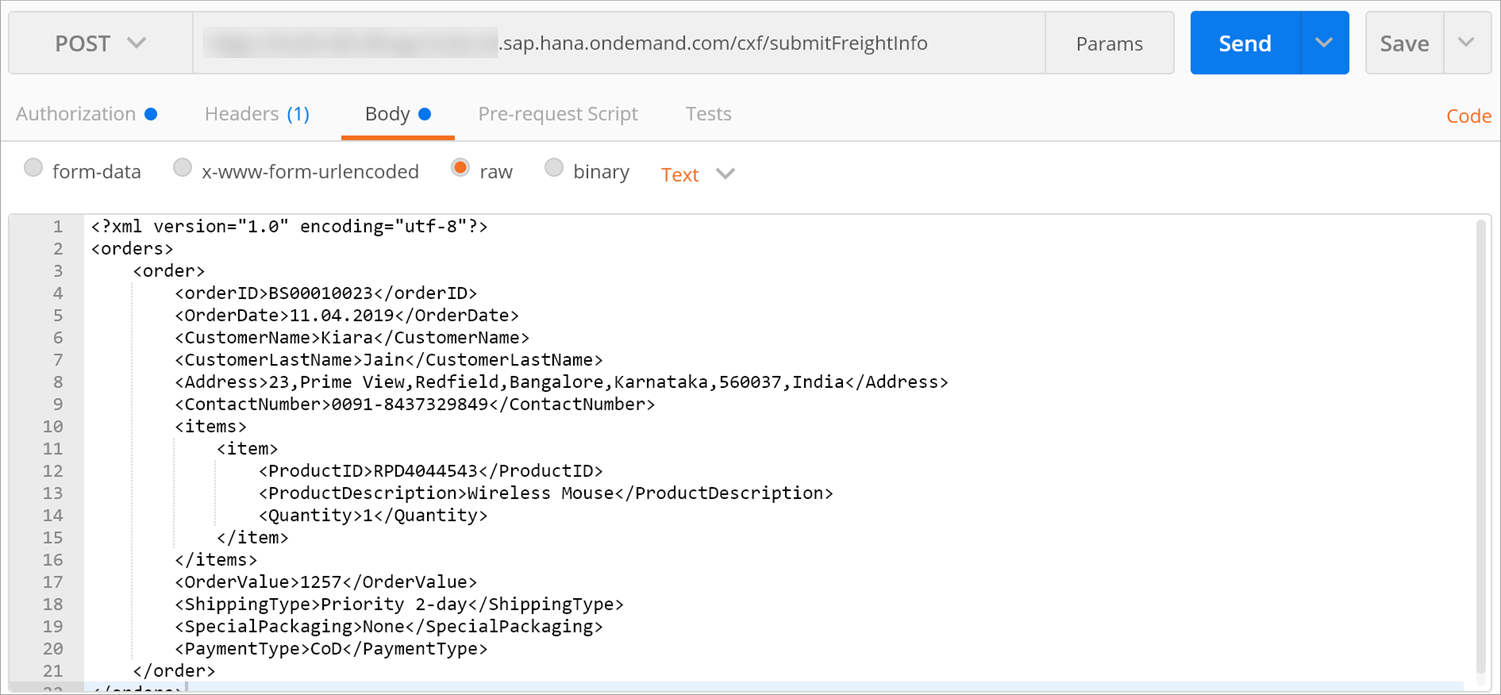 POST .sap.hana.ondemand.com/cxf/submitFreightInfo Params Send Save
Authorization Headers (1) Body Pre-request Script Tests Code
form-data x-www-form-urlencoded raw binary Text
1 <?xml version="1.0" encoding="utf-8"?>
2 <orders>
3 <order>
4 <orderID>BS00010023</orderID>
5 <OrderDate>11.04.2019</OrderDate>
6 <CustomerName>Kiara</CustomerName>
7 <CustomerLastName>Jain</CustomerLastName>
8 <Address>23,Prime View,Redfield,Bangalore,Karnataka,560037,India</Address>
9 <ContactNumber>0091-8437329849</ContactNumber>
10 <items>
11 <item>
12 <ProductID>RPD4044543</ProductID>
13 <ProductDescription>Wireless Mouse</ProductDescription>
14 <Quantity>1</Quantity>
15 </item>
16 </items>
17 <OrderValue>1257</OrderValue>
18 <ShippingType>Priority 2-day</ShippingType>
19 <SpecialPackaging>None</SpecialPackaging>
20 <PaymentType>CoD</PaymentType>
21 </order>
22 </orders>